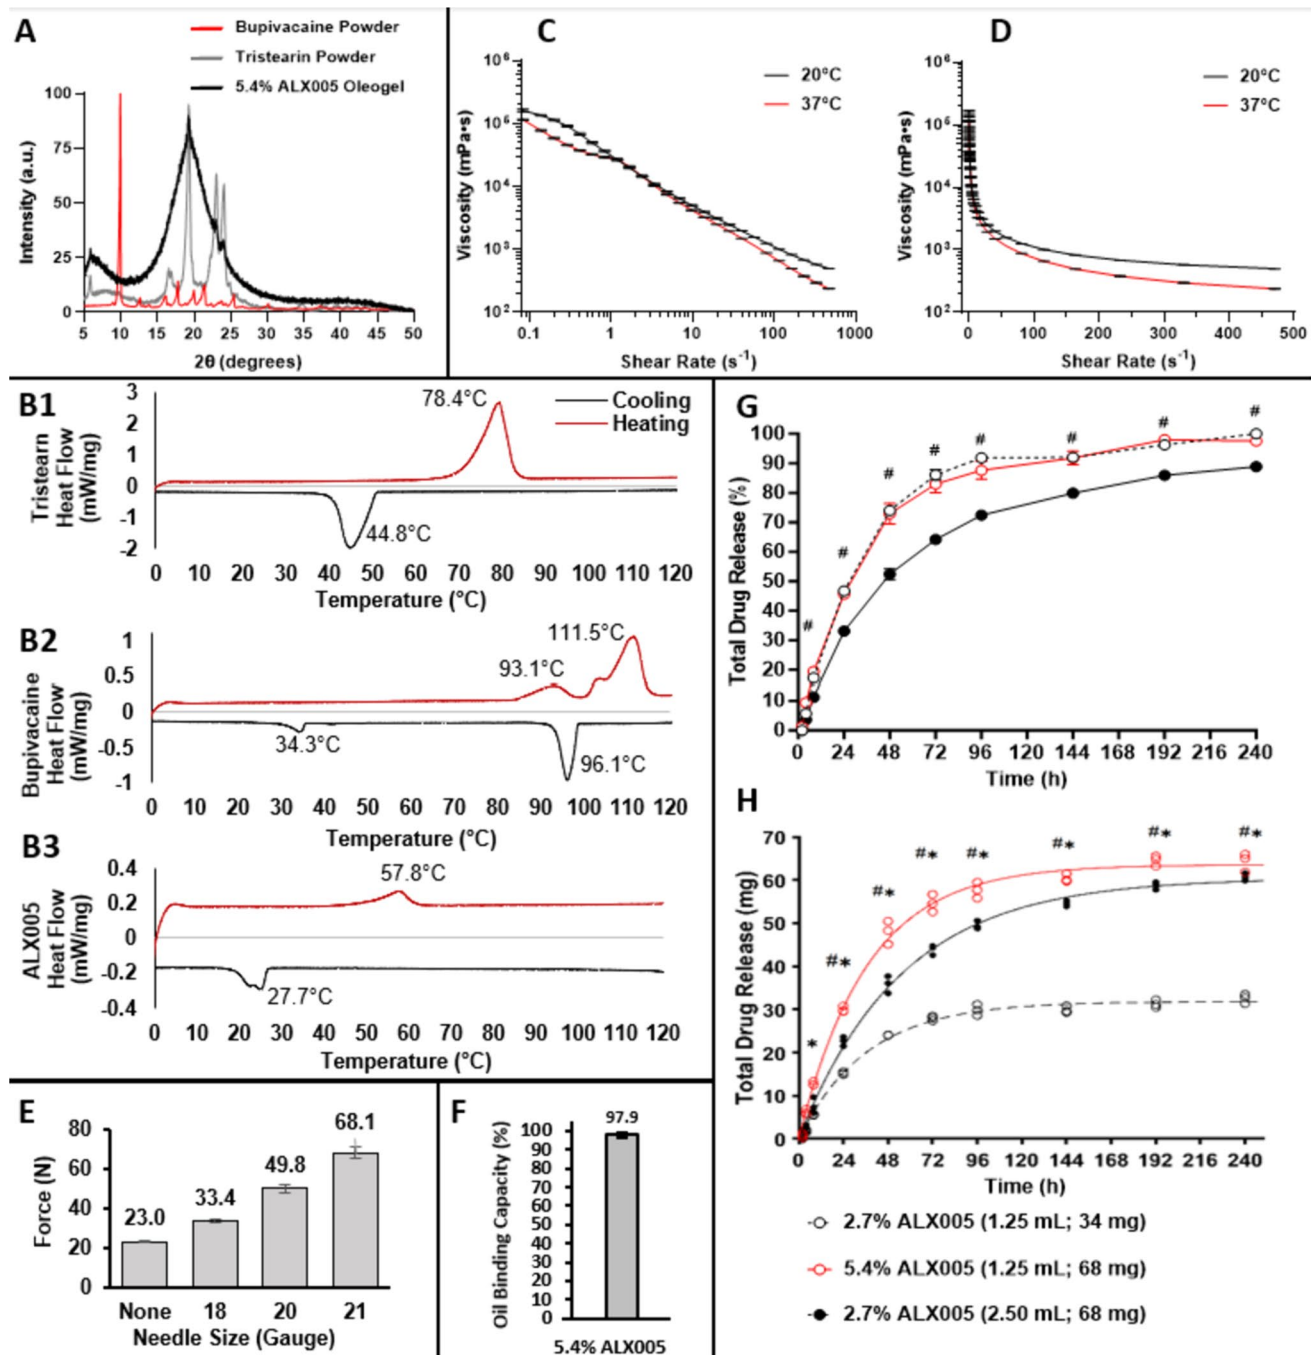 A
Bupivacaine Powder
Tristearin Powder
5.4% ALX005 Oleogel
Intensity (a.u.)
100
75
50
25
0
5 10 15 20 25 30 35 40 45 50
2θ (degrees)
C
20°C
37°C
Viscosity (mPa•s)
10⁶
10⁶
10⁴
10³
10²
0.1 1 10 100 1000
Shear Rate (s⁻¹)
D
20°C
37°C
Viscosity (mPa•s)
10⁶
10⁶
10⁴
10³
10²
0 100 200 300 400 500
Shear Rate (s⁻¹)
B1
Cooling
Heating
78.4°C
44.8°C
Tristearn
Heat Flow
(mW/mg)
3
2
1
0
-1
-2
0 10 20 30 40 50 60 70 80 90 100 110 120
Temperature (°C)
B2
111.5°C
93.1°C
34.3°C
96.1°C
Bupivacaine
Heat Flow
(mW/mg)
1
0.5
0
-0.5
-1
0 10 20 30 40 50 60 70 80 90 100 110 120
Temperature (°C)
B3
57.8°C
27.7°C
ALX005
Heat Flow
(mW/mg)
0.4
0.2
0
-0.2
-0.4
0 10 20 30 40 50 60 70 80 90 100 110 120
Temperature (°C)
E
Force (N)
80
60
40
20
0
23.0
33.4
49.8
68.1
None 18 20 21
Needle Size (Gauge)
F
Oil Binding Capacity (%)
100
90
80
70
60
50
40
30
20
10
0
97.9
5.4% ALX005
G
# # # # # # # #
Total Drug Release (%)
100
90
80
70
60
50
40
30
20
10
0
0 24 48 72 96 120 144 168 192 216 240
Time (h)
H
* #* #* #* #* #* #* #*
Total Drug Release (mg)
70
60
50
40
30
20
10
0
0 24 48 72 96 120 144 168 192 216 240
Time (h)
2.7% ALX005 (1.25 mL; 34 mg)
5.4% ALX005 (1.25 mL; 68 mg)
2.7% ALX005 (2.50 mL; 68 mg)